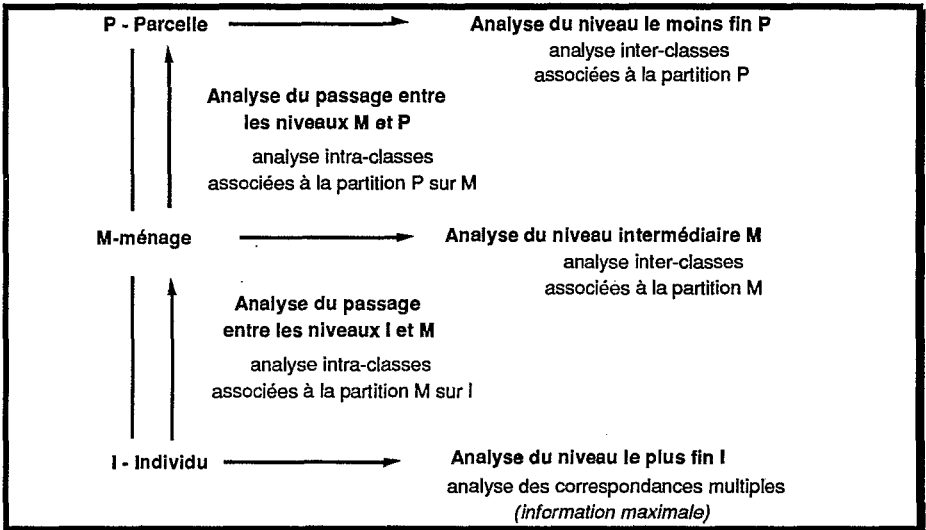 P - Parcelle
Analyse du niveau le moins fin P
analyse inter-classes
associées à la partition P
Analyse du passage entre
les niveaux M et P
analyse intra-classes
associées à la partition P sur M
M-ménage
Analyse du niveau intermédiaire M
analyse inter-classes
associées à la partition M
Analyse du passage
entre les niveaux I et M
analyse intra-classes
associées à la partition M sur I
I - Individu
Analyse du niveau le plus fin I
analyse des correspondances multiples
(information maximale)